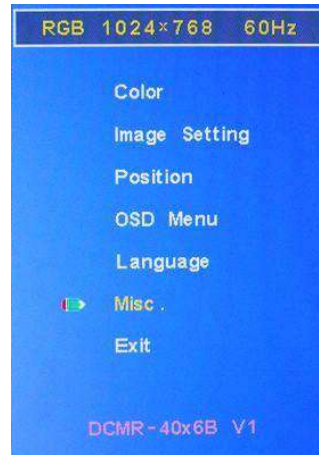 RGB 1024×768 60Hz
Color
Image Setting
Position
OSD Menu
Language
Misc.
Exit
DCMR-40x6B V1